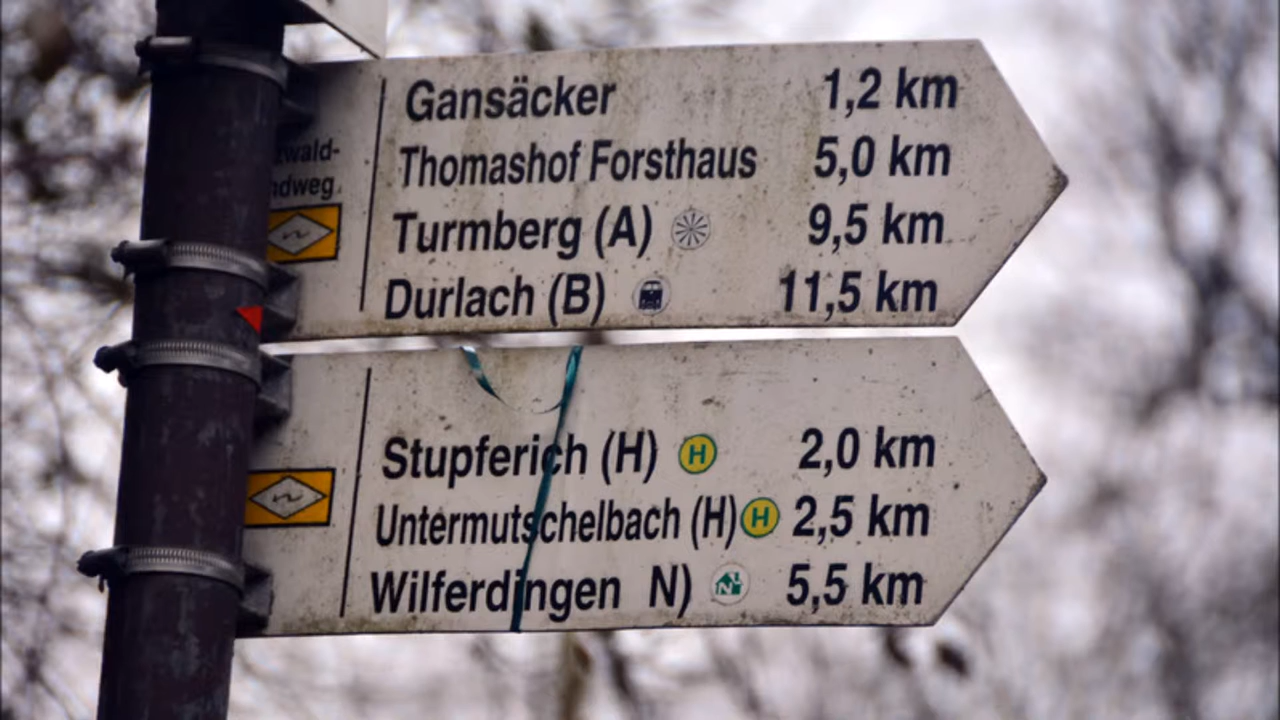 Gansäcker 1,2 km
Thomashof Forsthaus 5,0 km
Turmberg (A) 9,5 km
Durlach (B) 11,5 km
Stupferich (H) H 2,0 km
Untermutschelbach (H) H 2,5 km
Wilferdingen N) N 5,5 km